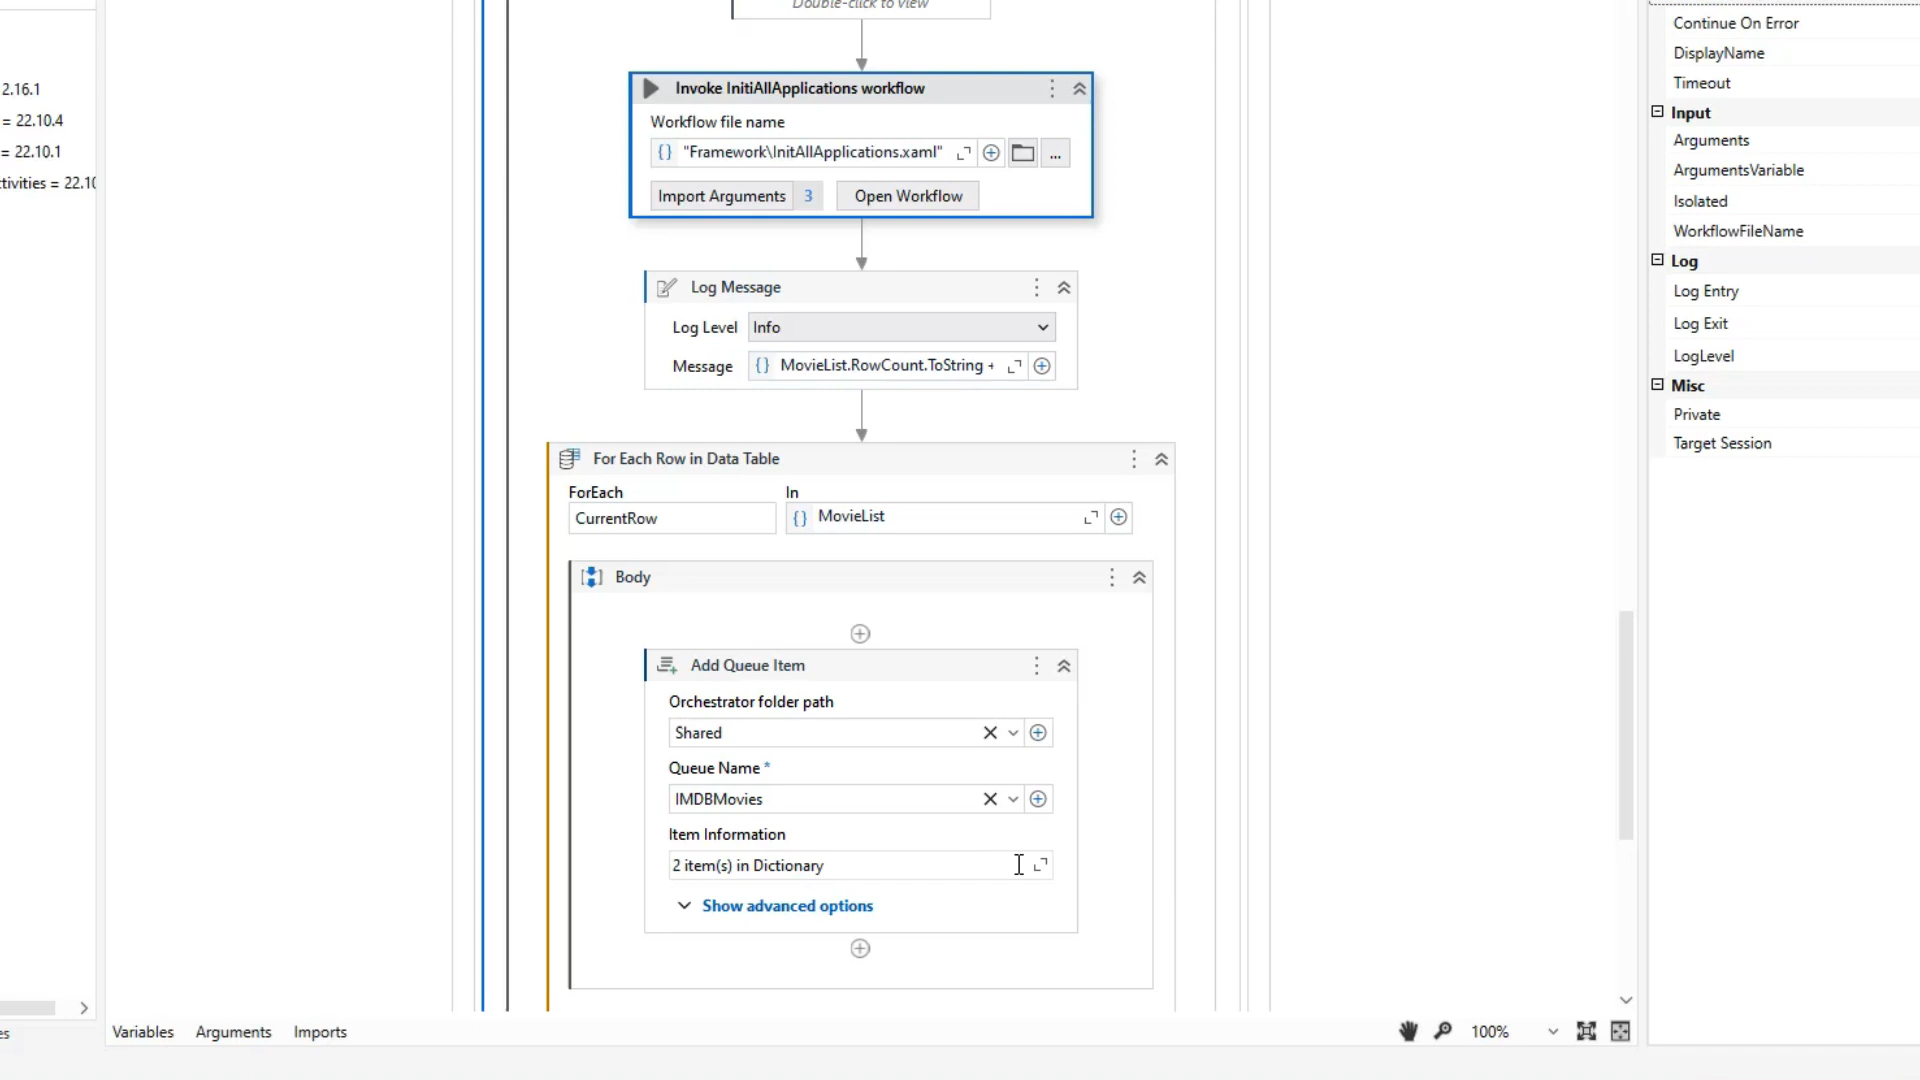 Double-click to view
2.16.1
= 22.10.4
= 22.10.1
tivities = 22.10
Invoke InitiAllApplications workflow
Workflow file name
"Framework\InitAllApplications.xaml"
...
Import Arguments 3
Open Workflow
Log Message
Log Level Info
Message MovieList.RowCount.ToString +
For Each Row in Data Table
ForEach In
CurrentRow MovieList
Body
Add Queue Item
Orchestrator folder path
Shared
Queue Name *
IMDBMovies
Item Information
2 item(s) in Dictionary
Show advanced options
es
Variables Arguments Imports
100%
Continue On Error
DisplayName
Timeout
Input
Arguments
ArgumentsVariable
Isolated
WorkflowFileName
Log
Log Entry
Log Exit
LogLevel
Misc
Private
Target Session